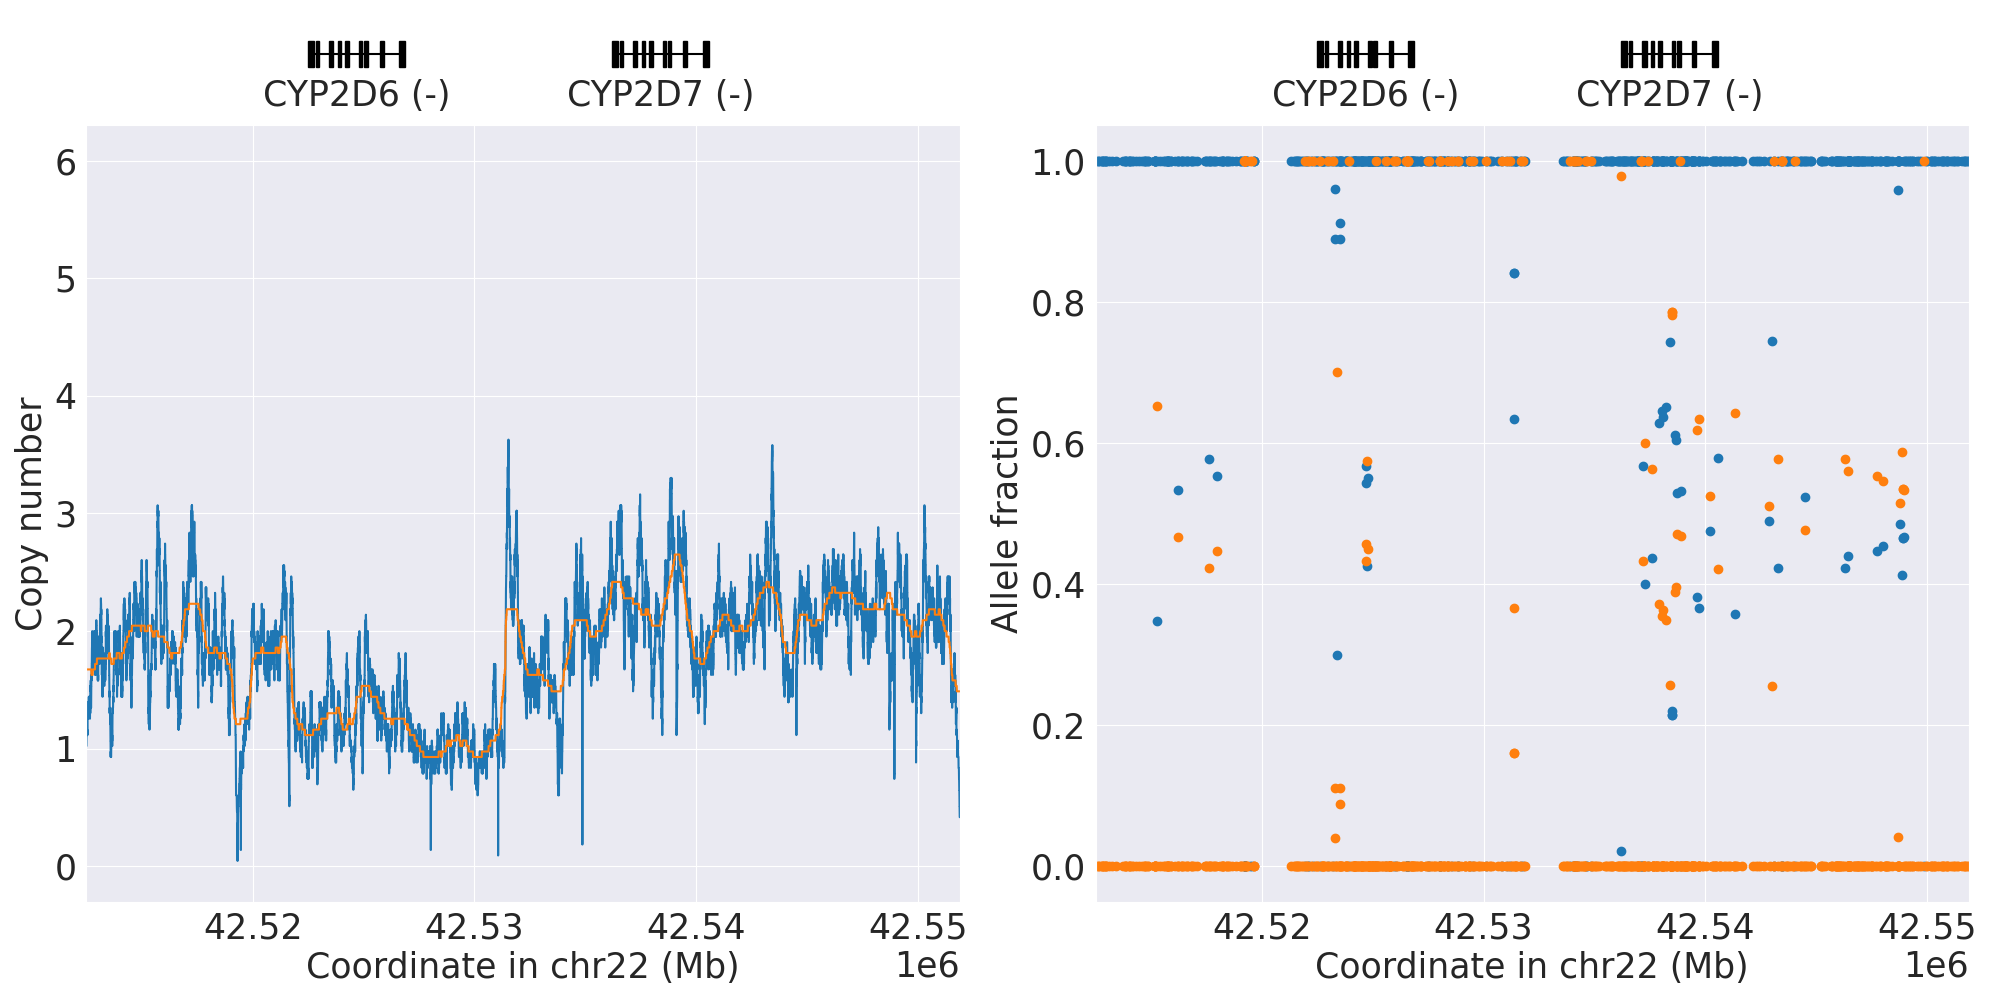 CYP2D6 (-) CYP2D7 (-)
6
5
4
3
2
1
0
Copy number
42.52 42.53 42.54 42.55
Coordinate in chr22 (Mb) 1e6
CYP2D6 (-) CYP2D7 (-)
1.0
0.8
0.6
0.4
0.2
0.0
Allele fraction
42.52 42.53 42.54 42.55
Coordinate in chr22 (Mb) 1e6